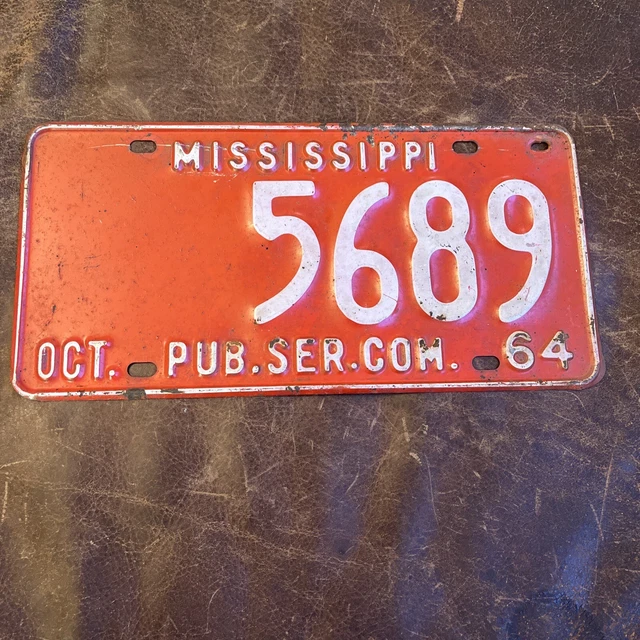 MISSISSIPPI
5689
OCT. PUB.SER.COM. 64